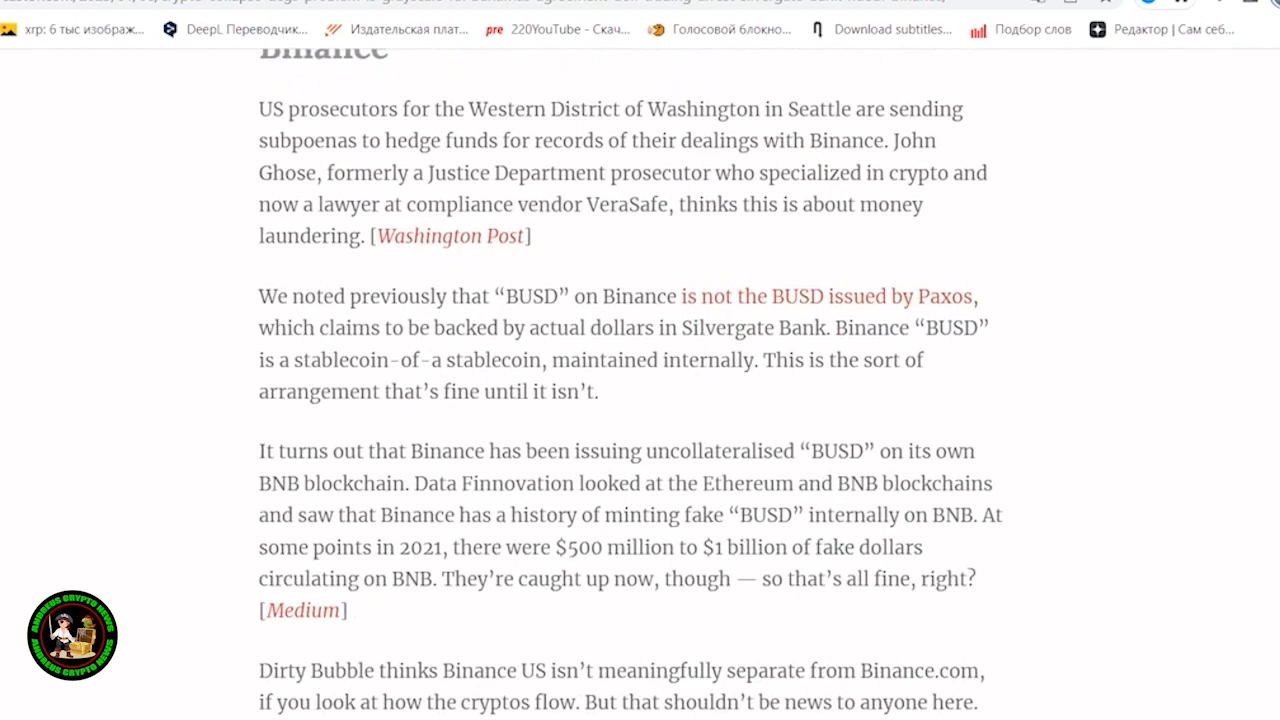 xrp: 6 тыс изображ...
DeepL Переводчик...
Издательская плат...
pre 220YouTube - Скач...
Голосовой блокно...
Download subtitles...
Подбор слов
Редактор | Сам себ...
Binance
US prosecutors for the Western District of Washington in Seattle are sending
subpoenas to hedge funds for records of their dealings with Binance. John
Ghose, formerly a Justice Department prosecutor who specialized in crypto and
now a lawyer at compliance vendor VeraSafe, thinks this is about money
laundering. [Washington Post]
We noted previously that “BUSD” on Binance is not the BUSD issued by Paxos,
which claims to be backed by actual dollars in Silvergate Bank. Binance “BUSD”
is a stablecoin-of-a stablecoin, maintained internally. This is the sort of
arrangement that’s fine until it isn’t.
It turns out that Binance has been issuing uncollateralised “BUSD” on its own
BNB blockchain. Data Finnovation looked at the Ethereum and BNB blockchains
and saw that Binance has a history of minting fake “BUSD” internally on BNB. At
some points in 2021, there were $500 million to $1 billion of fake dollars
circulating on BNB. They’re caught up now, though — so that’s all fine, right?
[Medium]
Dirty Bubble thinks Binance US isn’t meaningfully separate from Binance.com,
if you look at how the cryptos flow. But that shouldn’t be news to anyone here.
ANDREUS CRYPTO NEWS
ANDREUS CRYPTO NEWS